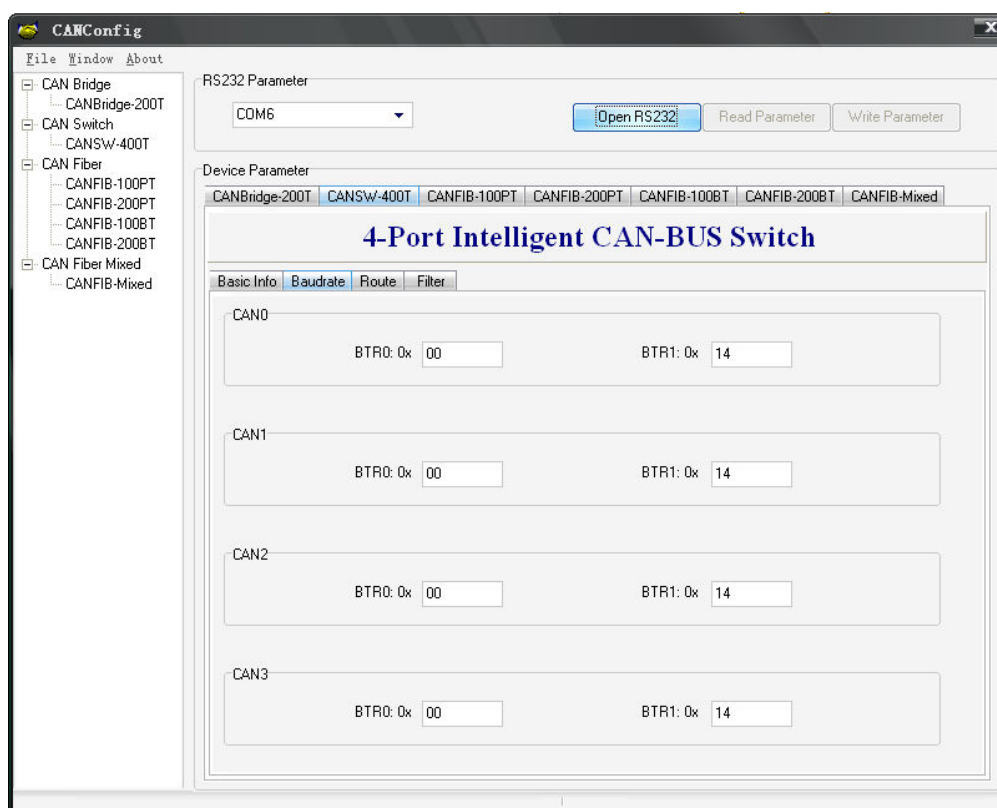 CANConfig
X
File Window About
CAN Bridge
CANBridge-200T
CAN Switch
CANSW-400T
CAN Fiber
CANFIB-100PT
CANFIB-200PT
CANFIB-100BT
CANFIB-200BT
CAN Fiber Mixed
CANFIB-Mixed
RS232 Parameter
COM6 Open RS232 Read Parameter Write Parameter
Device Parameter
CANBridge-200T CANSW-400T CANFIB-100PT CANFIB-200PT CANFIB-100BT CANFIB-200BT CANFIB-Mixed
4-Port Intelligent CAN-BUS Switch
Basic Info Baudrate Route Filter
CAN0
BTR0: 0x 00 BTR1: 0x 14
CAN1
BTR0: 0x 00 BTR1: 0x 14
CAN2
BTR0: 0x 00 BTR1: 0x 14
CAN3
BTR0: 0x 00 BTR1: 0x 14